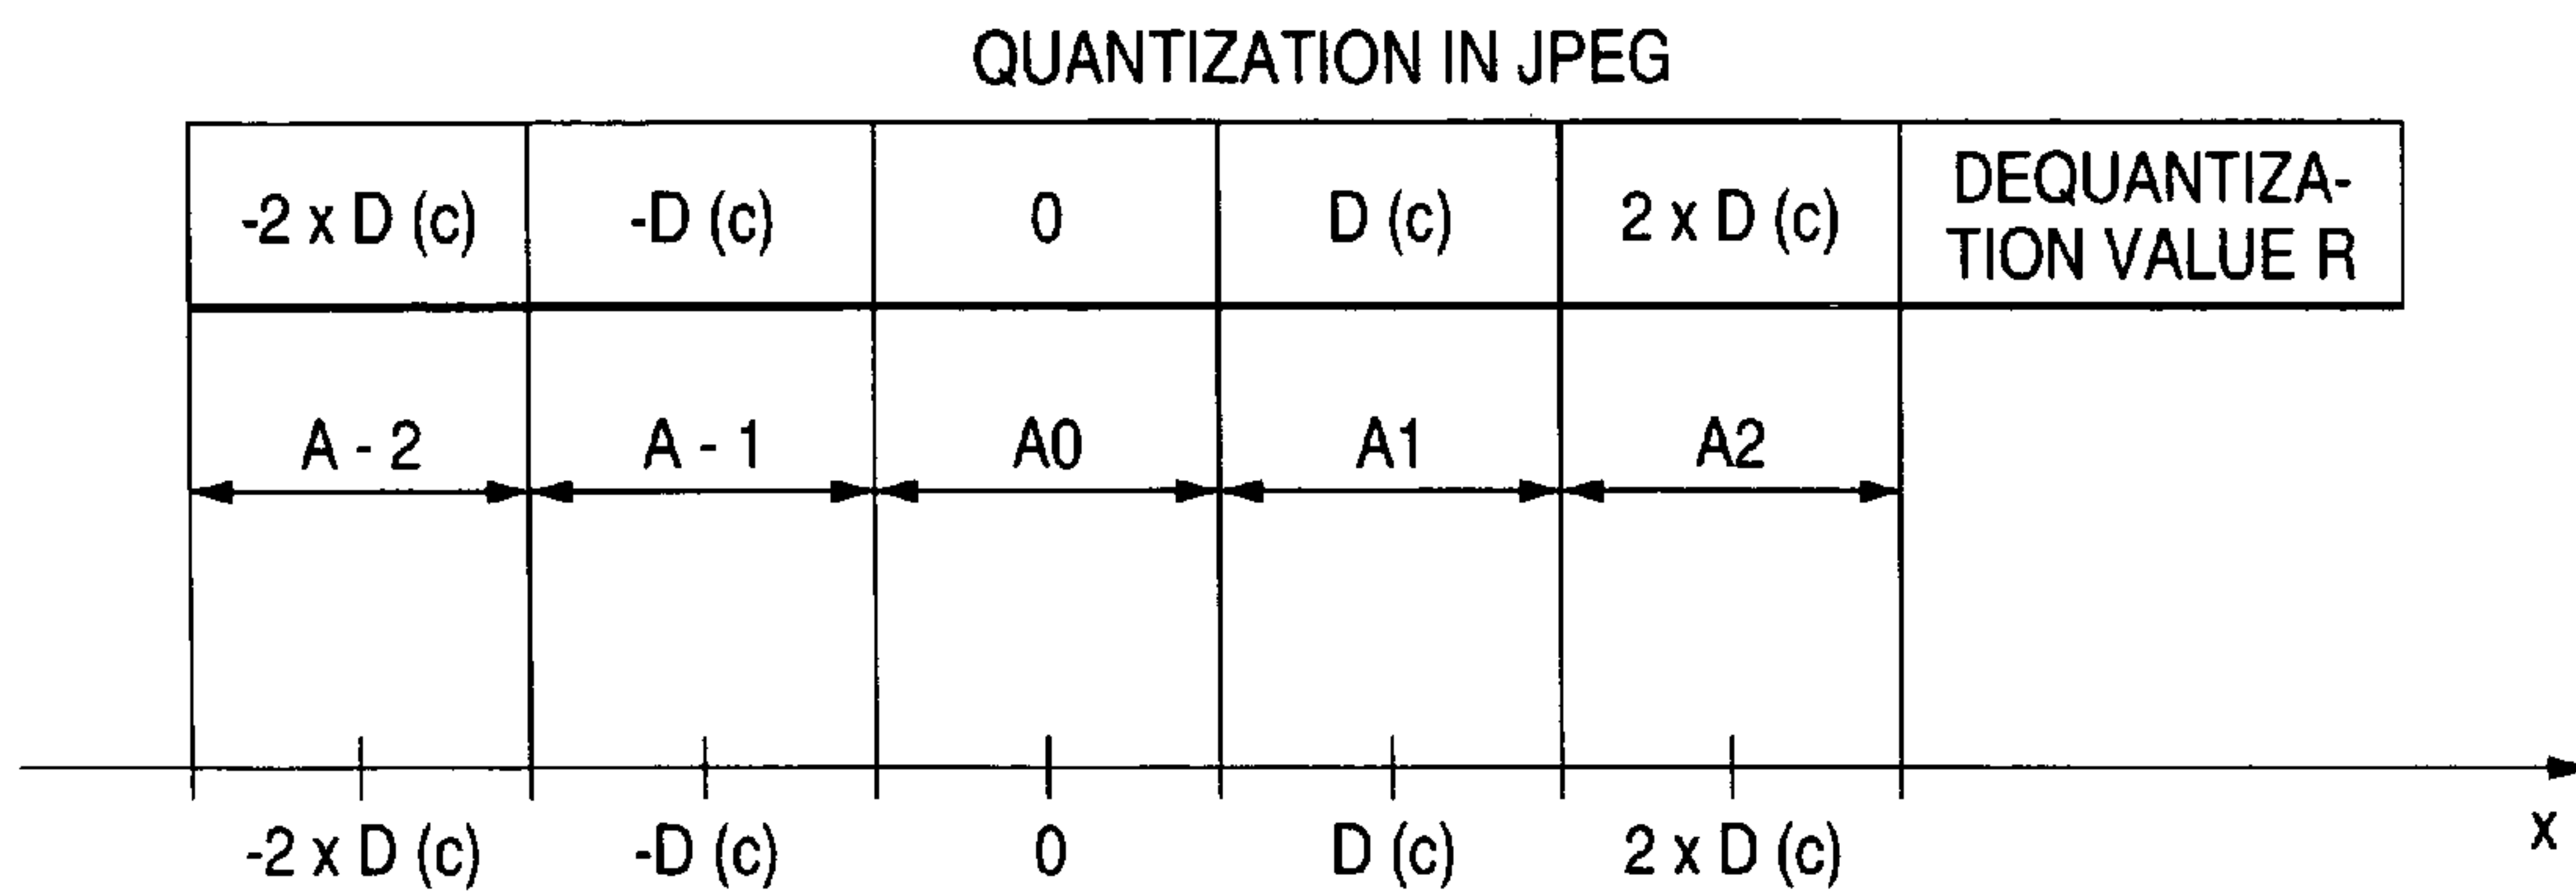 QUANTIZATION IN JPEG
-2 x D (c) -D (c) 0 D (c) 2 x D (c) DEQUANTIZA-
TION VALUE R
A - 2 A - 1 A0 A1 A2
-2 x D (c) -D (c) 0 D (c) 2 x D (c) x